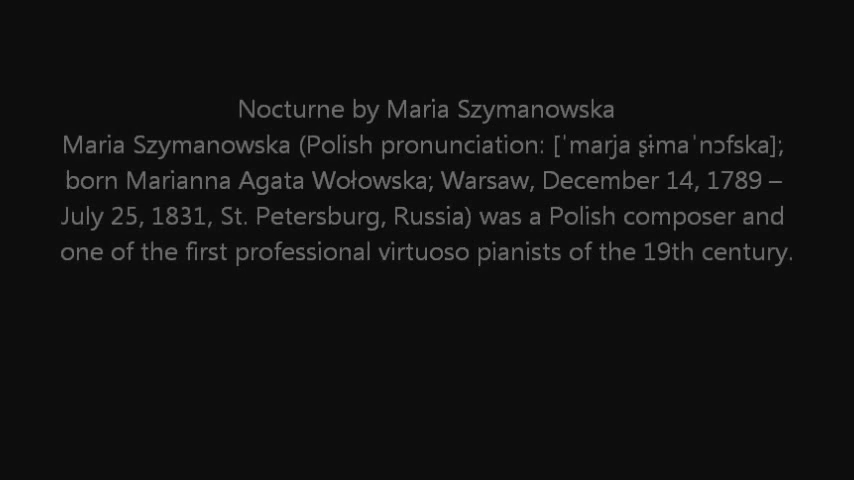 Nocturne by Maria Szymanowska
Maria Szymanowska (Polish pronunciation: [ˈmarja ʂɨmaˈnɔfska];
born Marianna Agata Wołowska; Warsaw, December 14, 1789 –
July 25, 1831, St. Petersburg, Russia) was a Polish composer and
one of the first professional virtuoso pianists of the 19th century.